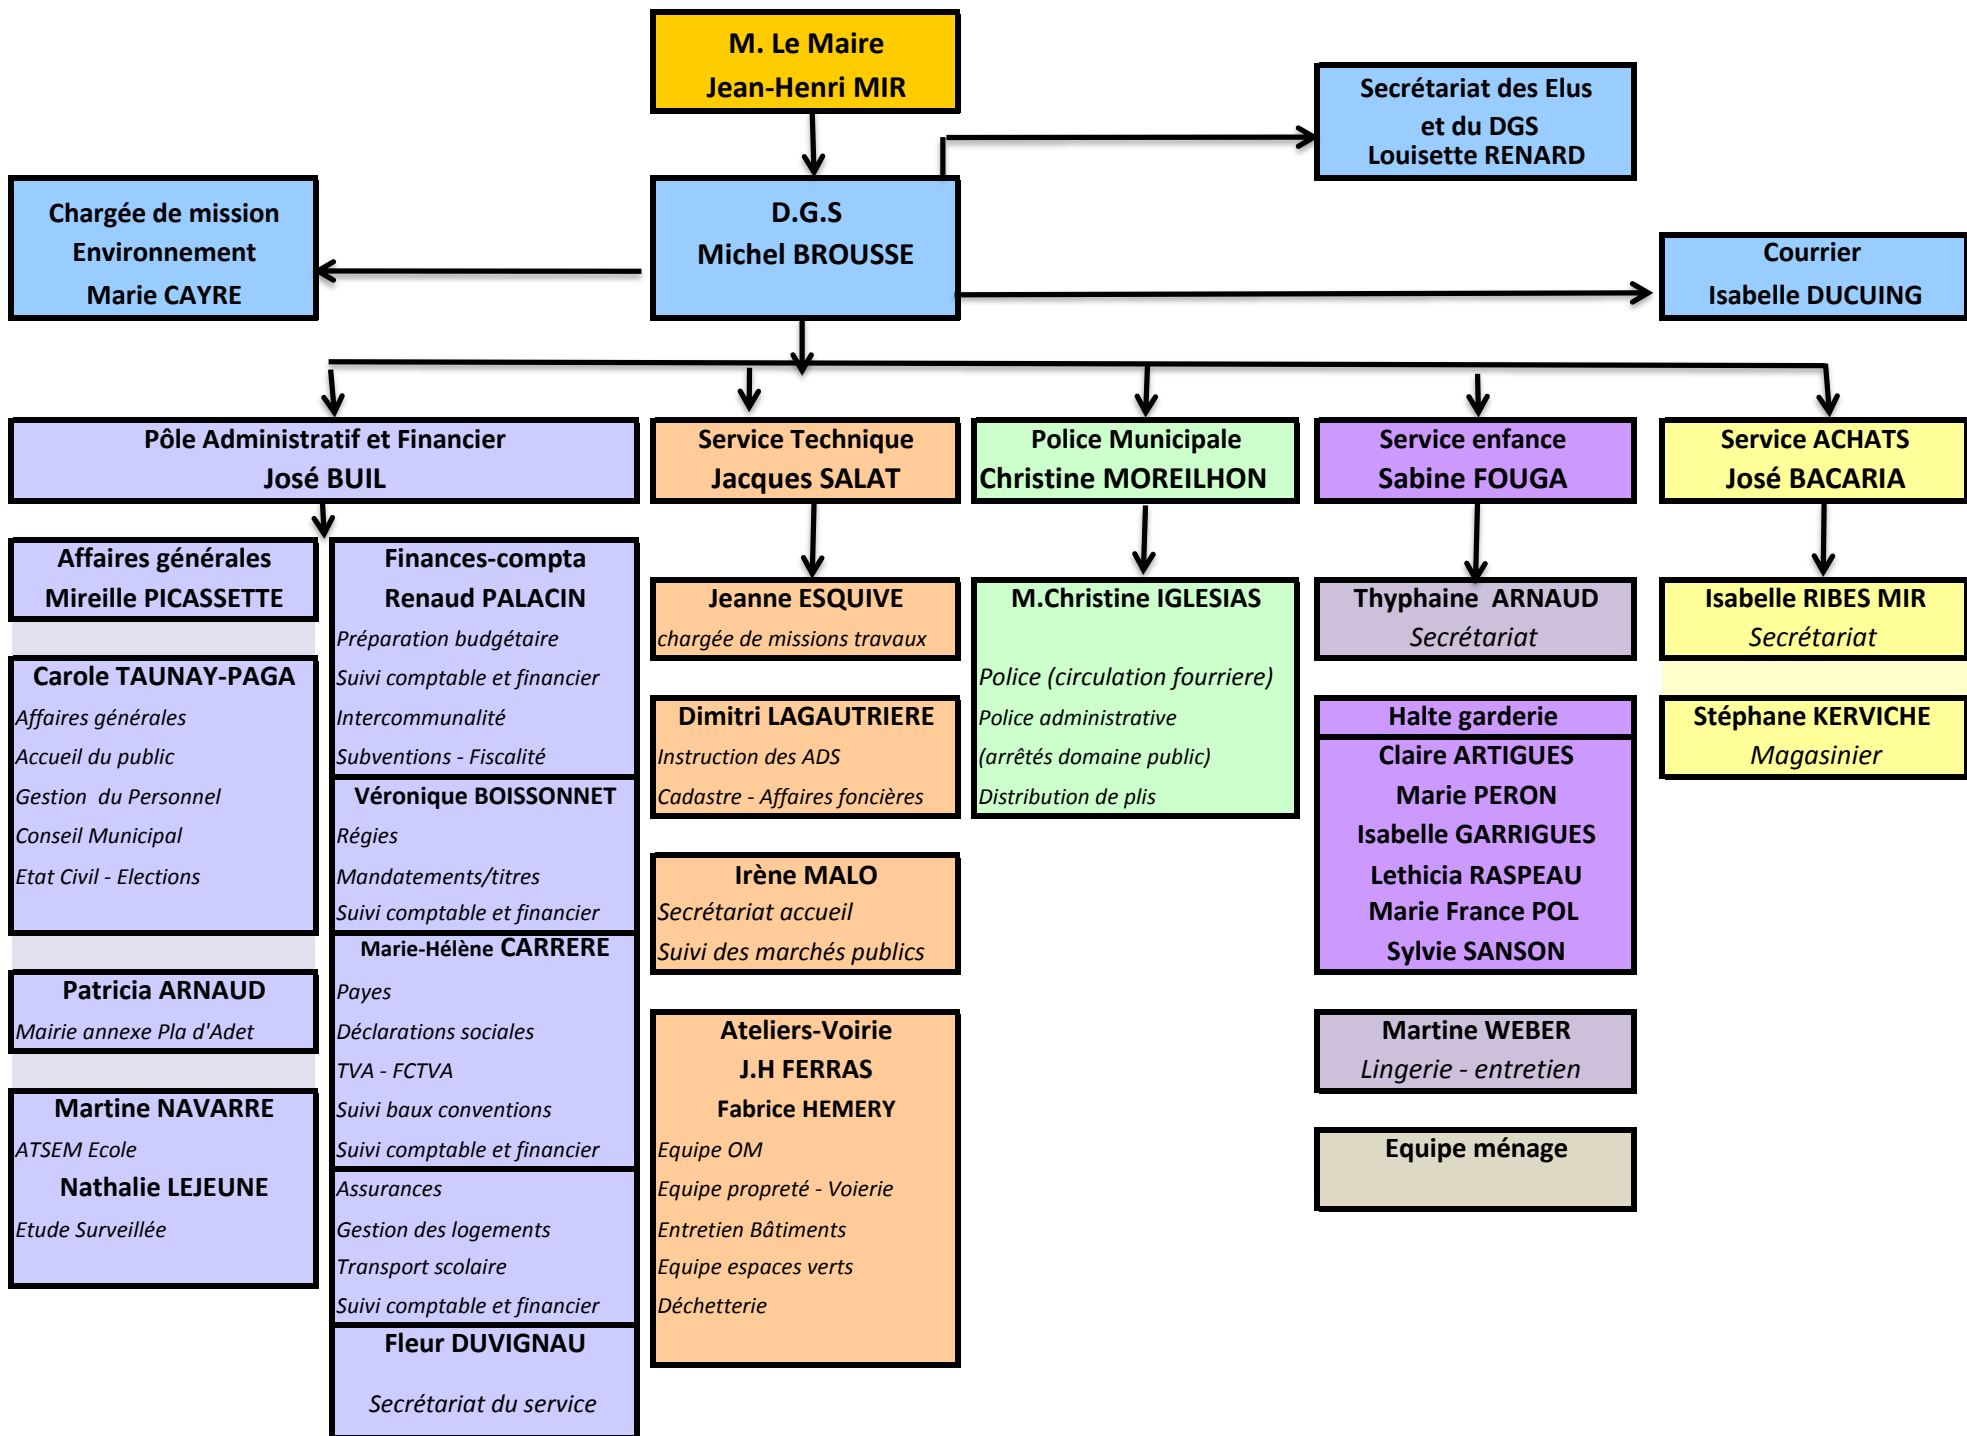 M. Le Maire
Jean-Henri MIR
Secrétariat des Elus
et du DGS
Louisette RENARD
Chargée de mission
Environnement
Marie CAYRE
D.G.S
Michel BROUSSE
Courrier
Isabelle DUCUING
Pôle Administratif et Financier
José BUIL
Service Technique
Jacques SALAT
Police Municipale
Christine MOREILHON
Service enfance
Sabine FOUGA
Service ACHATS
José BACARIA
Affaires générales
Mireille PICASSETTE
Carole TAUNAY-PAGA
Affaires générales
Accueil du public
Gestion du Personnel
Conseil Municipal
Etat Civil - Elections
Patricia ARNAUD
Mairie annexe Pla d'Adet
Martine NAVARRE
ATSEM Ecole
Nathalie LEJEUNE
Etude Surveillée
Finances-compta
Renaud PALACIN
Préparation budgétaire
Suivi comptable et financier
Intercommunalité
Subventions - Fiscalité
Véronique BOISSONNET
Régies
Mandatements/titres
Suivi comptable et financier
Marie-Hélène CARRERE
Payes
Déclarations sociales
TVA - FCTVA
Suivi baux conventions
Suivi comptable et financier
Assurances
Gestion des logements
Transport scolaire
Suivi comptable et financier
Fleur DUVIGNAU
Secrétariat du service
Jeanne ESQUIVE
chargée de missions travaux
Dimitri LAGAUTRIERE
Instruction des ADS
Cadastre - Affaires foncières
Irène MALO
Secrétariat accueil
Suivi des marchés publics
Ateliers-Voirie
J.H FERRAS
Fabrice HEMERY
Equipe OM
Equipe propreté - Voierie
Entretien Bâtiments
Equipe espaces verts
Déchetterie
M.Christine IGLESIAS
Police (circulation fourriere)
Police administrative
(arrêtés domaine public)
Distribution de plis
Thyphaine ARNAUD
Secrétariat
Halte garderie
Claire ARTIGUES
Marie PERON
Isabelle GARRIGUES
Lethicia RASPEAU
Marie France POL
Sylvie SANSON
Martine WEBER
Lingerie - entretien
Equipe ménage
Isabelle RIBES MIR
Secrétariat
Stéphane KERVICHE
Magasinier